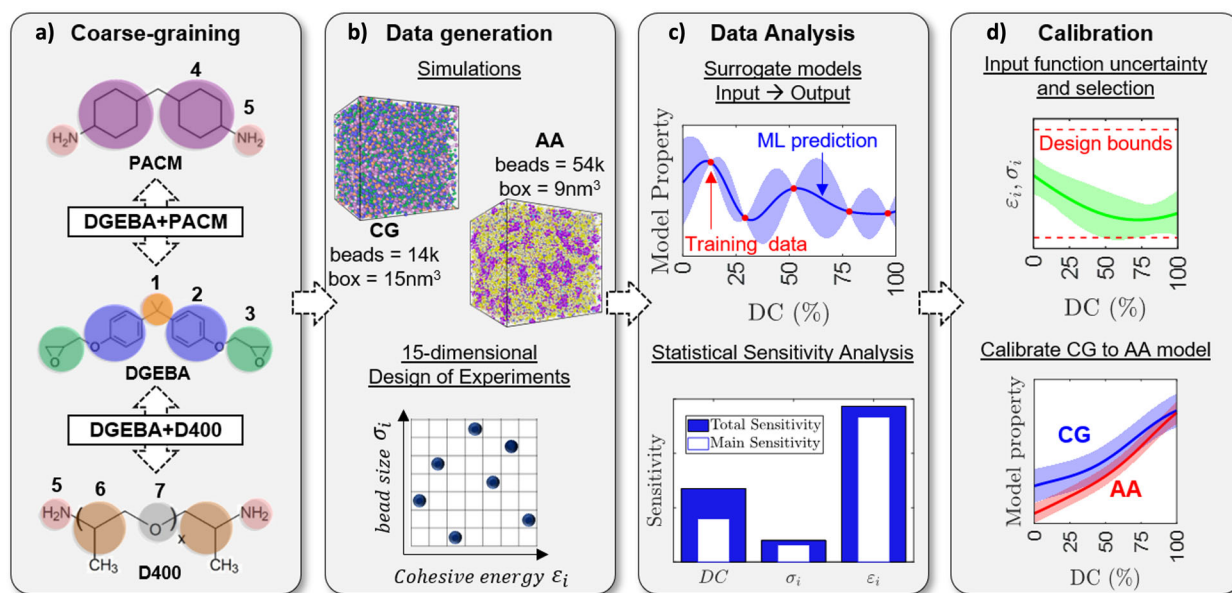 a) Coarse-graining
4
5
H₂N
NH₂
PACM
DGEBA+PACM
1
2
3
O
O
O
O
DGEBA
DGEBA+D400
5
6
7
H₂N
NH₂
O
x
CH₃
CH₃
D400
b) Data generation
Simulations
AA
beads = 54k
box = 9nm³
CG
beads = 14k
box = 15nm³
15-dimensional
Design of Experiments
bead size σᵢ
Cohesive energy εᵢ
c) Data Analysis
Surrogate models
Input → Output
Model Property
ML prediction
Training data
0 25 50 75 100
DC (%)
Statistical Sensitivity Analysis
Sensitivity
Total Sensitivity
Main Sensitivity
DC σᵢ εᵢ
d) Calibration
Input function uncertainty
and selection
εᵢ, σᵢ
Design bounds
0 25 50 75 100
DC (%)
Calibrate CG to AA model
Model property
CG
AA
0 25 50 75 100
DC (%)